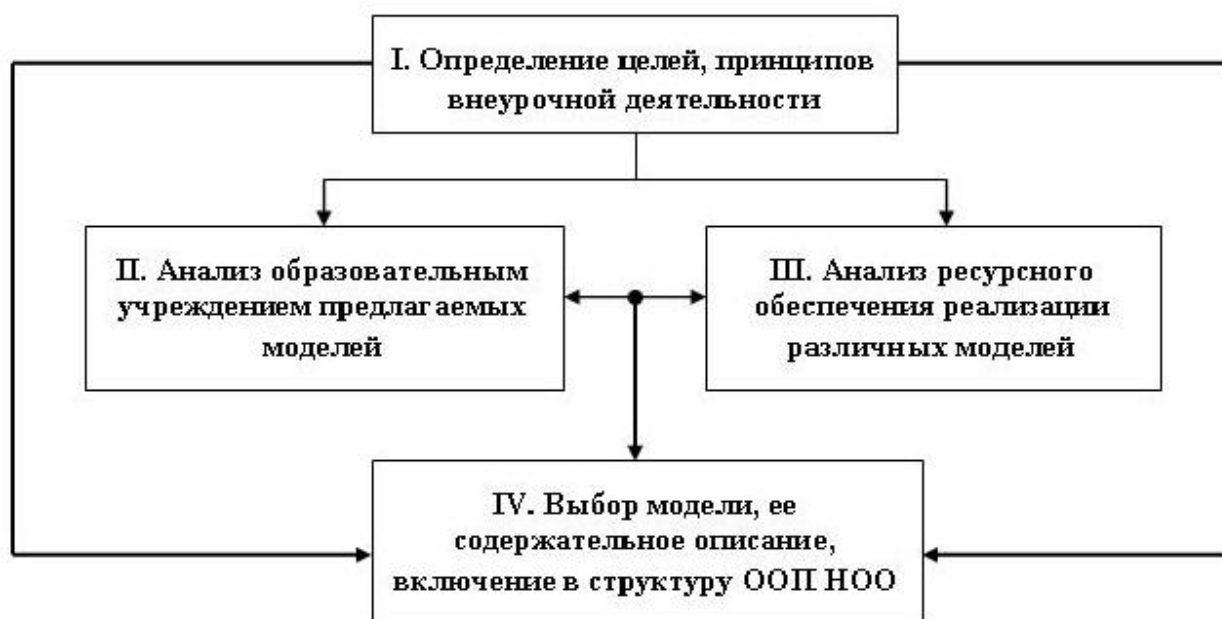 I. Определение целей, принципов
внеурочной деятельности
II. Анализ образовательным
учреждением предлагаемых
моделей
III. Анализ ресурсного
обеспечения реализации
различных моделей
IV. Выбор модели, ее
содержательное описание,
включение в структуру ООП НОО